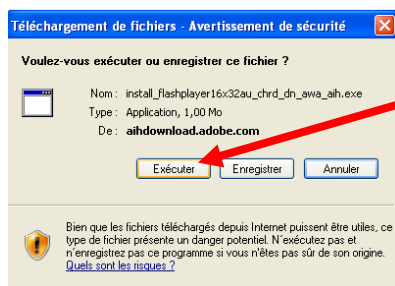 Téléchargement de fichiers - Avertissement de sécurité
Voulez-vous exécuter ou enregistrer ce fichier ?
Nom : install_flashplayer16x32au_chrd_dn_awa_aih.exe
Type : Application, 1,00 Mo
De : aihdownload.adobe.com
Exécuter Enregistrer Annuler
Bien que les fichiers téléchargés depuis Internet puissent être utiles, ce
type de fichier présente un danger potentiel. N'exécutez pas et
n'enregistrez pas ce programme si vous n'êtes pas sûr de son origine.
Quels sont les risques ?